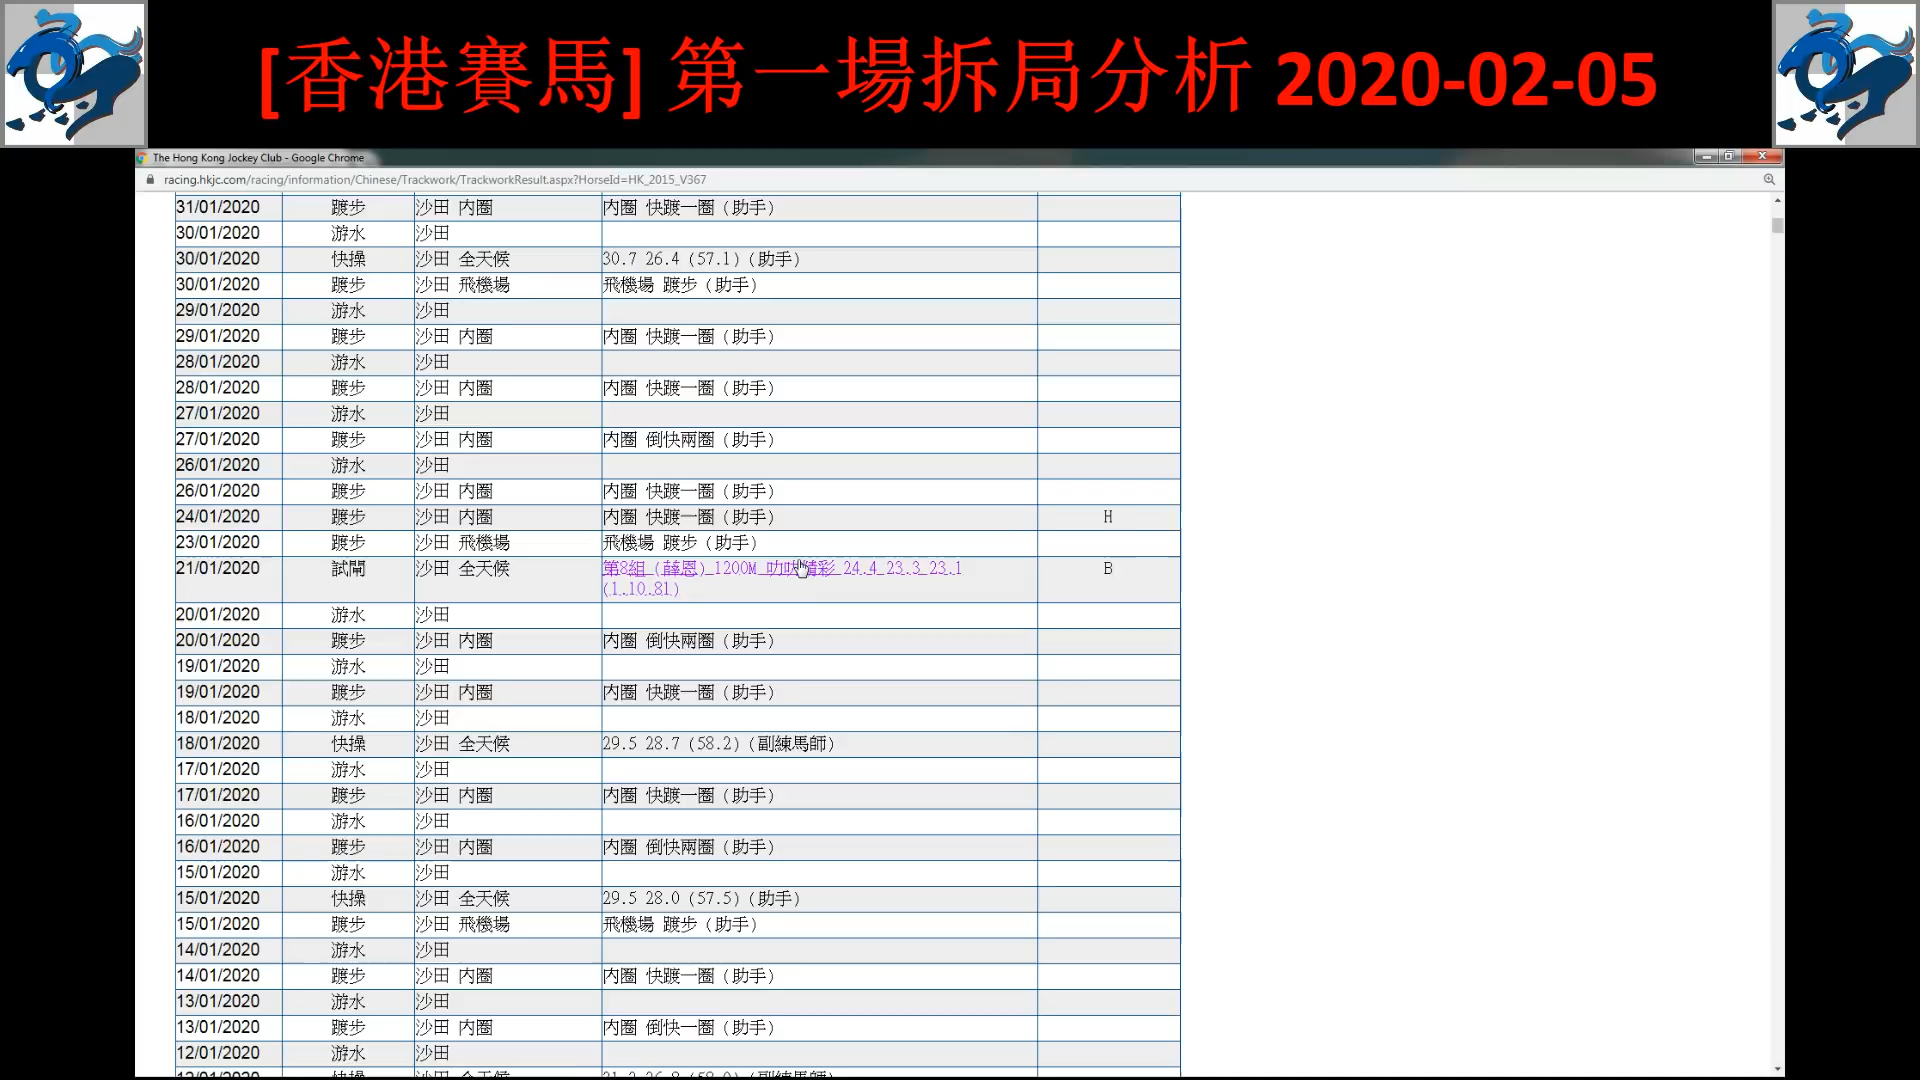 [香港賽馬] 第一場拆局分析 2020-02-05
The Hong Kong Jockey Club - Google Chrome
racing.hkjc.com/racing/information/Chinese/Trackwork/TrackworkResult.aspx?HorseId=HK_2015_V367
31/01/2020 踱步 沙田 內圈 內圈 快踱一圈 (助手)
30/01/2020 游水 沙田
30/01/2020 快操 沙田 全天候 30.7 26.4 (57.1) (助手)
30/01/2020 踱步 沙田 飛機場 飛機場 踱步 (助手)
29/01/2020 游水 沙田
29/01/2020 踱步 沙田 內圈 內圈 快踱一圈 (助手)
28/01/2020 游水 沙田
28/01/2020 踱步 沙田 內圈 內圈 快踱一圈 (助手)
27/01/2020 游水 沙田
27/01/2020 踱步 沙田 內圈 內圈 倒快兩圈 (助手)
26/01/2020 游水 沙田
26/01/2020 踱步 沙田 內圈 內圈 快踱一圈 (助手)
24/01/2020 踱步 沙田 內圈 內圈 快踱一圈 (助手) H
23/01/2020 踱步 沙田 飛機場 飛機場 踱步 (助手)
21/01/2020 試閘 沙田 全天候 第8組 (薛恩) 1200M 叻叻精彩 24.4 23.3 23.1 B
(1.10.81)
20/01/2020 游水 沙田
20/01/2020 踱步 沙田 內圈 內圈 倒快兩圈 (助手)
19/01/2020 游水 沙田
19/01/2020 踱步 沙田 內圈 內圈 快踱一圈 (助手)
18/01/2020 游水 沙田
18/01/2020 快操 沙田 全天候 29.5 28.7 (58.2) (副練馬師)
17/01/2020 游水 沙田
17/01/2020 踱步 沙田 內圈 內圈 快踱一圈 (助手)
16/01/2020 游水 沙田
16/01/2020 踱步 沙田 內圈 內圈 倒快兩圈 (助手)
15/01/2020 游水 沙田
15/01/2020 快操 沙田 全天候 29.5 28.0 (57.5) (助手)
15/01/2020 踱步 沙田 飛機場 飛機場 踱步 (助手)
14/01/2020 游水 沙田
14/01/2020 踱步 沙田 內圈 內圈 快踱一圈 (助手)
13/01/2020 游水 沙田
13/01/2020 踱步 沙田 內圈 內圈 倒快一圈 (助手)
12/01/2020 游水 沙田